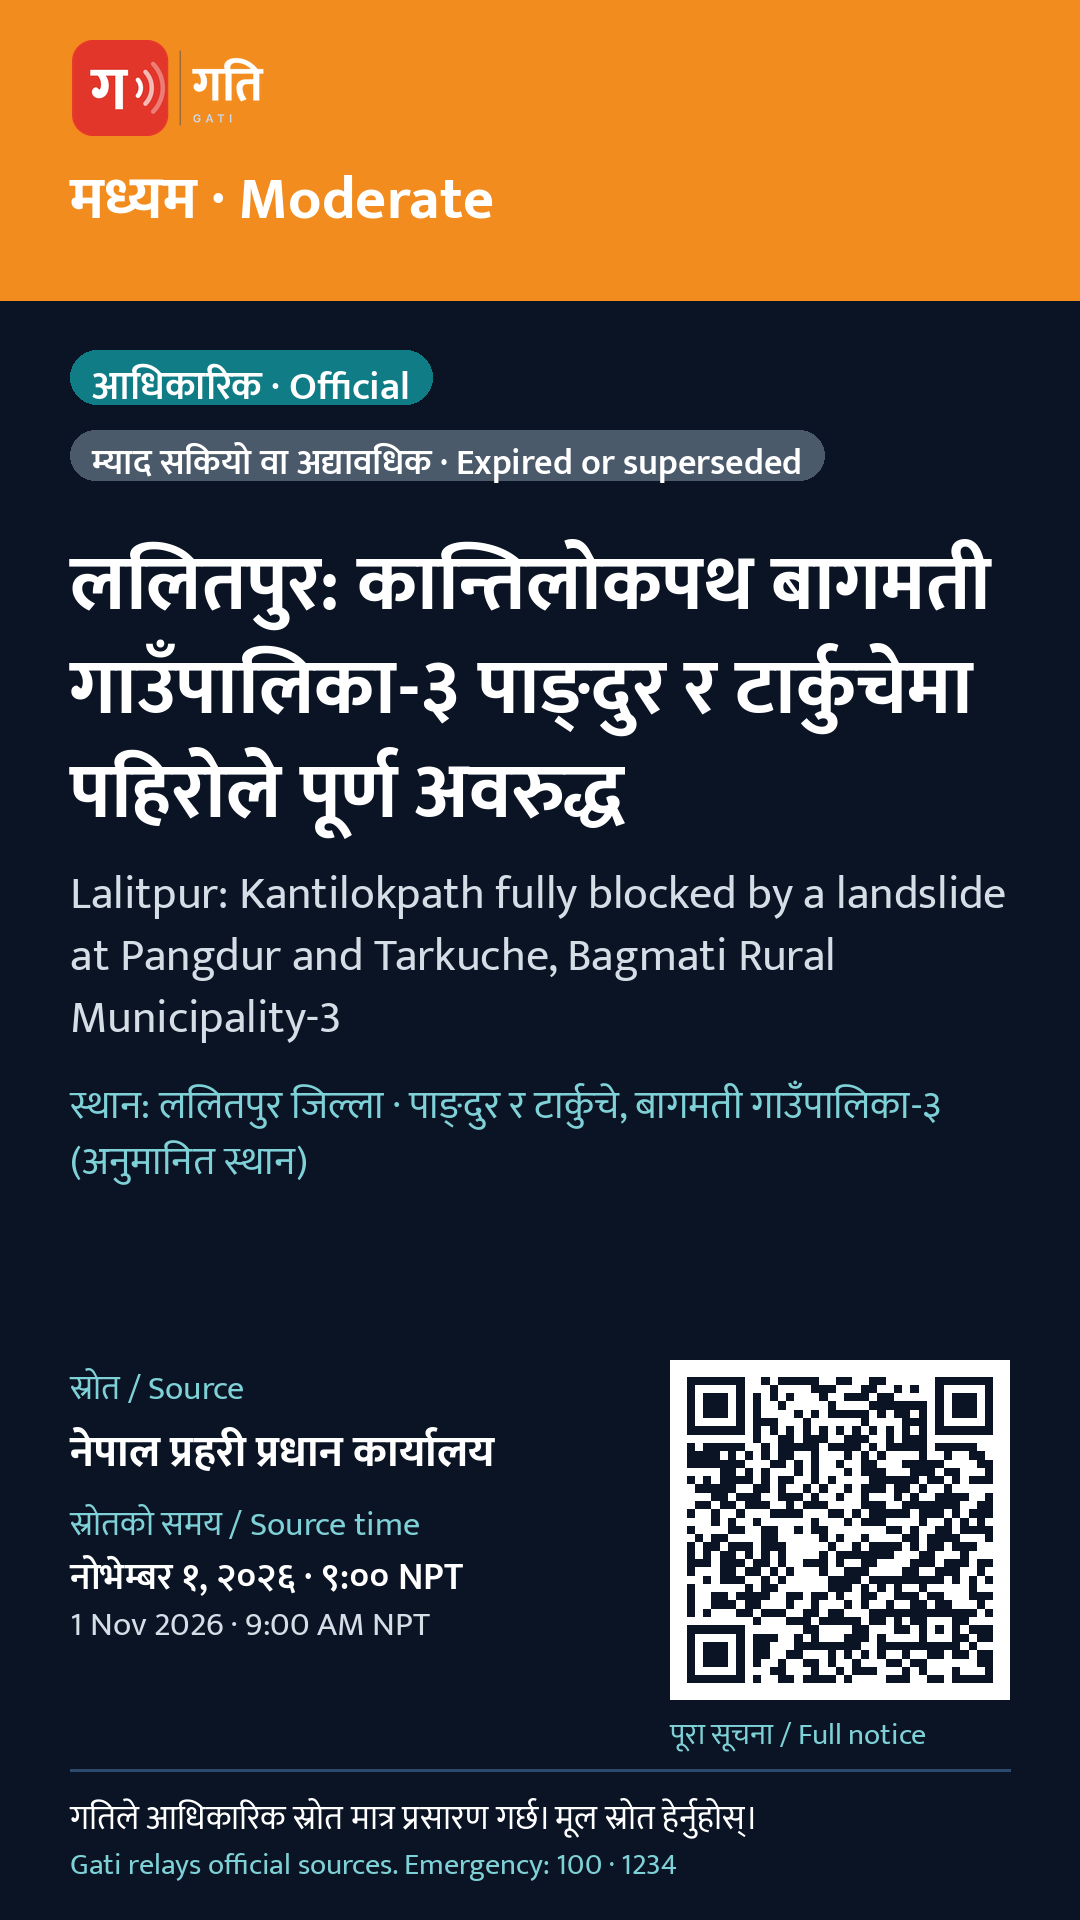 ग
गति
GATI
मध्यम · Moderate
आधिकारिक · Official
म्याद सकियो वा अद्यावधिक · Expired or superseded
ललितपुर: कान्तिलोकपथ बागमती
गाउँपालिका-३ पाङ्दुर र टार्कुचेमा
पहिरोले पूर्ण अवरुद्ध
Lalitpur: Kantilokpath fully blocked by a landslide
at Pangdur and Tarkuche, Bagmati Rural
Municipality-3
स्थान: ललितपुर जिल्ला · पाङ्दुर र टार्कुचे, बागमती गाउँपालिका-३
(अनुमानित स्थान)
स्रोत / Source
नेपाल प्रहरी प्रधान कार्यालय
स्रोतको समय / Source time
नोभेम्बर १, २०२६ · ९:०० NPT
1 Nov 2026 · 9:00 AM NPT
पूरा सूचना / Full notice
गतिले आधिकारिक स्रोत मात्र प्रसारण गर्छ। मूल स्रोत हेर्नुहोस्।
Gati relays official sources. Emergency: 100 · 1234